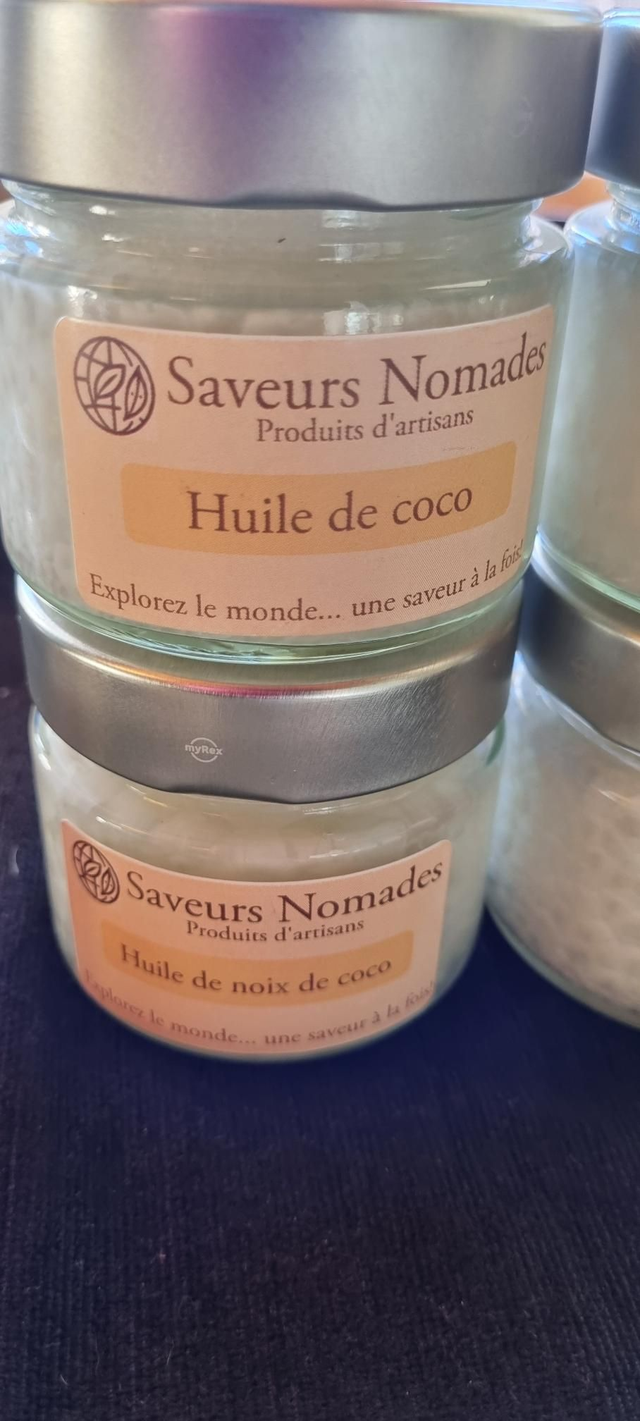 Saveurs Nomades
Produits d'artisans
Huile de coco
Explorez le monde... une saveur à la fois!
myRex
Saveurs Nomades
Produits d'artisans
Huile de noix de coco
Explorez le monde... une saveur à la fois!